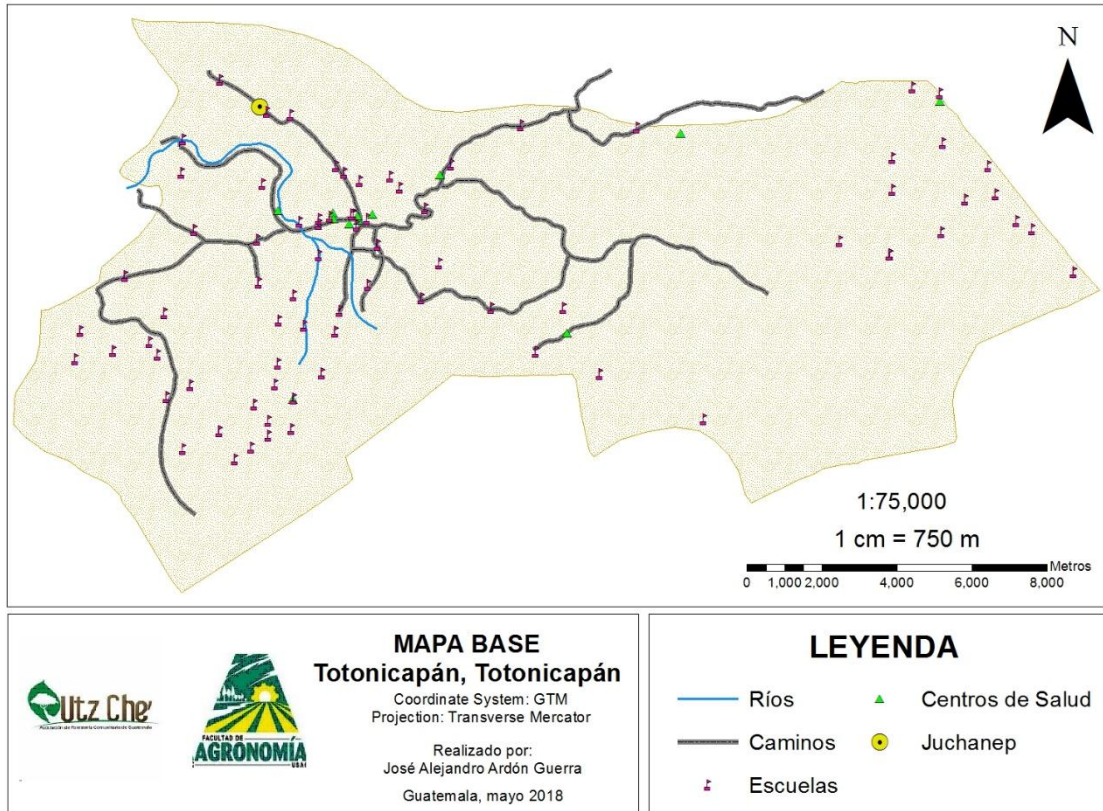 N
1:75,000
1 cm = 750 m
Metros
0 1,000 2,000 4,000 6,000 8,000
Utz Che'
FACULTAD DE
AGRONOMÍA
MAPA BASE
Totonicapán, Totonicapán
Coordinate System: GTM
Projection: Transverse Mercator
Realizado por:
José Alejandro Ardón Guerra
Guatemala, mayo 2018
LEYENDA
Ríos
Centros de Salud
Caminos
Juchanep
Escuelas